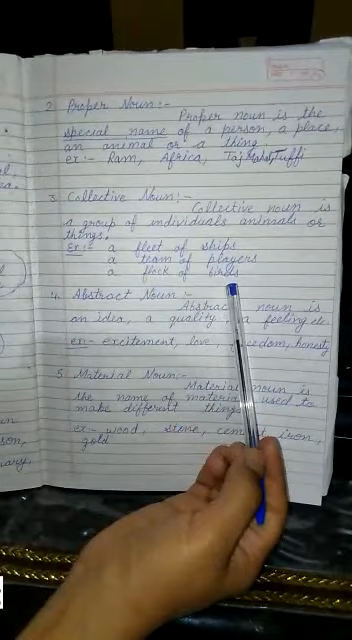 2. Proper Noun:-
Proper noun is the
special name of a person, a place,
an animal or a thing
ex:- Ram, Africa, Taj Mahal, Tuffi
3. Collective Noun:-
Collective noun is
a group of individuals animals or
things.
Ex:- a fleet of ships
a team of players
a flock of birds
4. Abstract Noun:-
Abstract noun is
an idea, a quality, a feeling etc.
ex:- excitement, love, freedom, honesty
5. Material Noun:-
Material noun is
the name of material used to
make different things
ex:- wood, stone, cement, iron,
gold